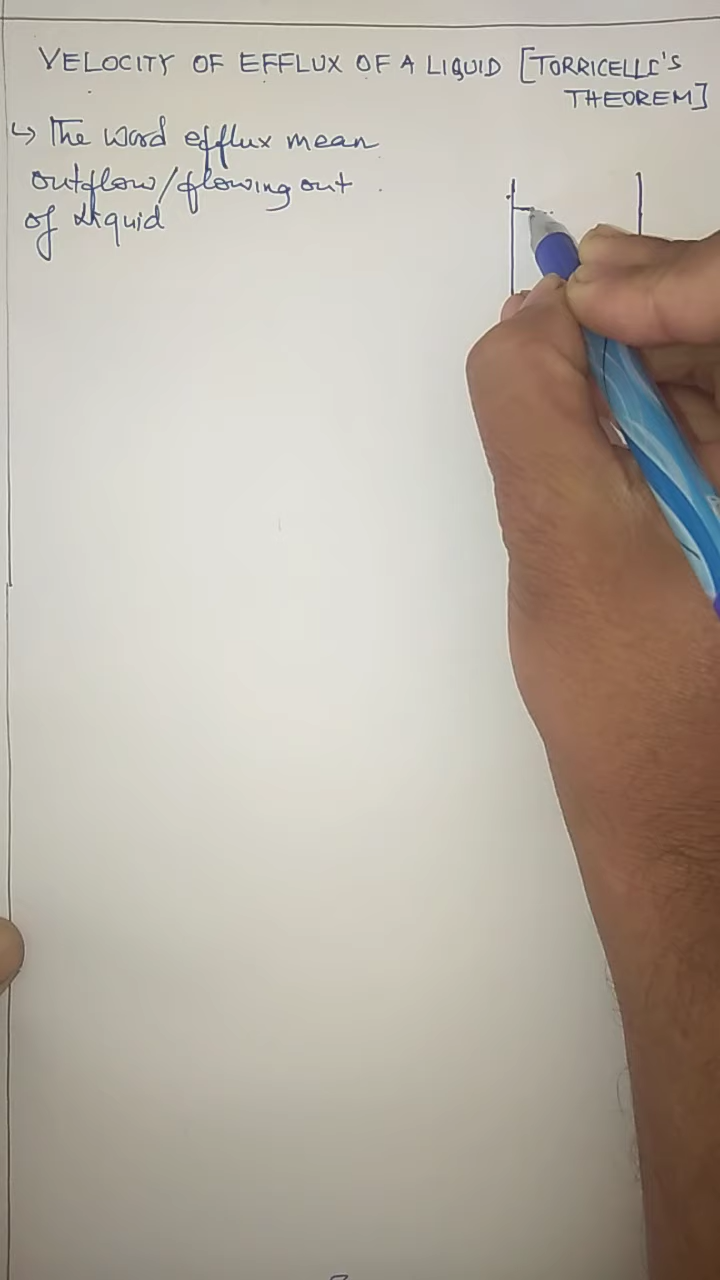 VELOCITY OF EFFLUX OF A LIQUID [TORRICELLI'S
THEOREM]
↳ The word efflux mean
outflow/flowing out
of liquid